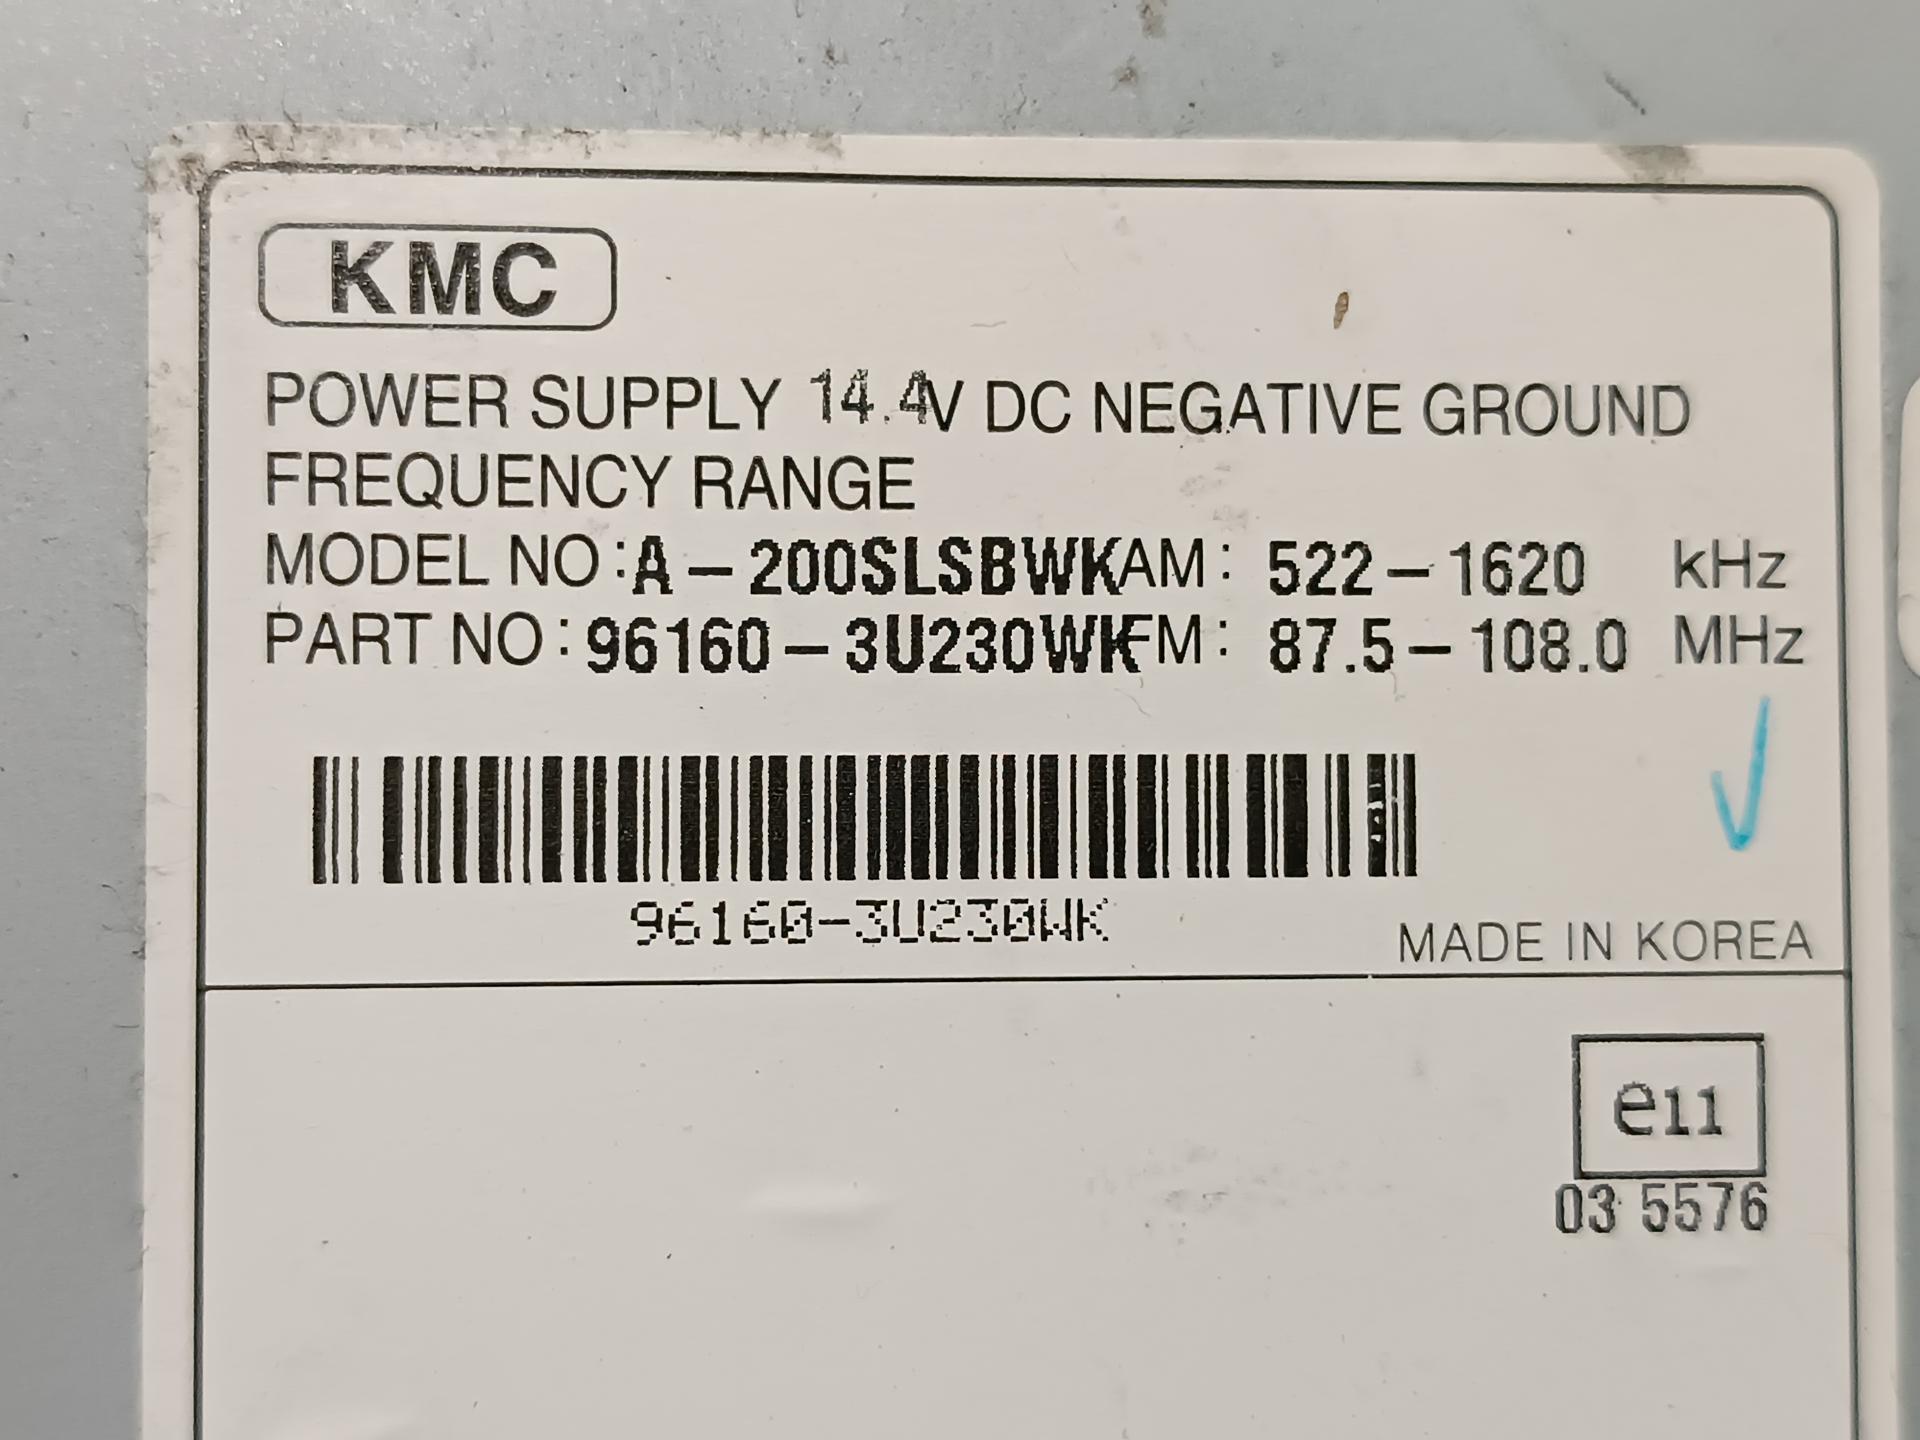 KMC
POWER SUPPLY 14.4V DC NEGATIVE GROUND
FREQUENCY RANGE
MODEL NO:A-200SLSBWK AM: 522-1620 kHz
PART NO:96160-3U230WK FM: 87.5-108.0 MHz
96160-3U230WK
MADE IN KOREA
e11
03 5576